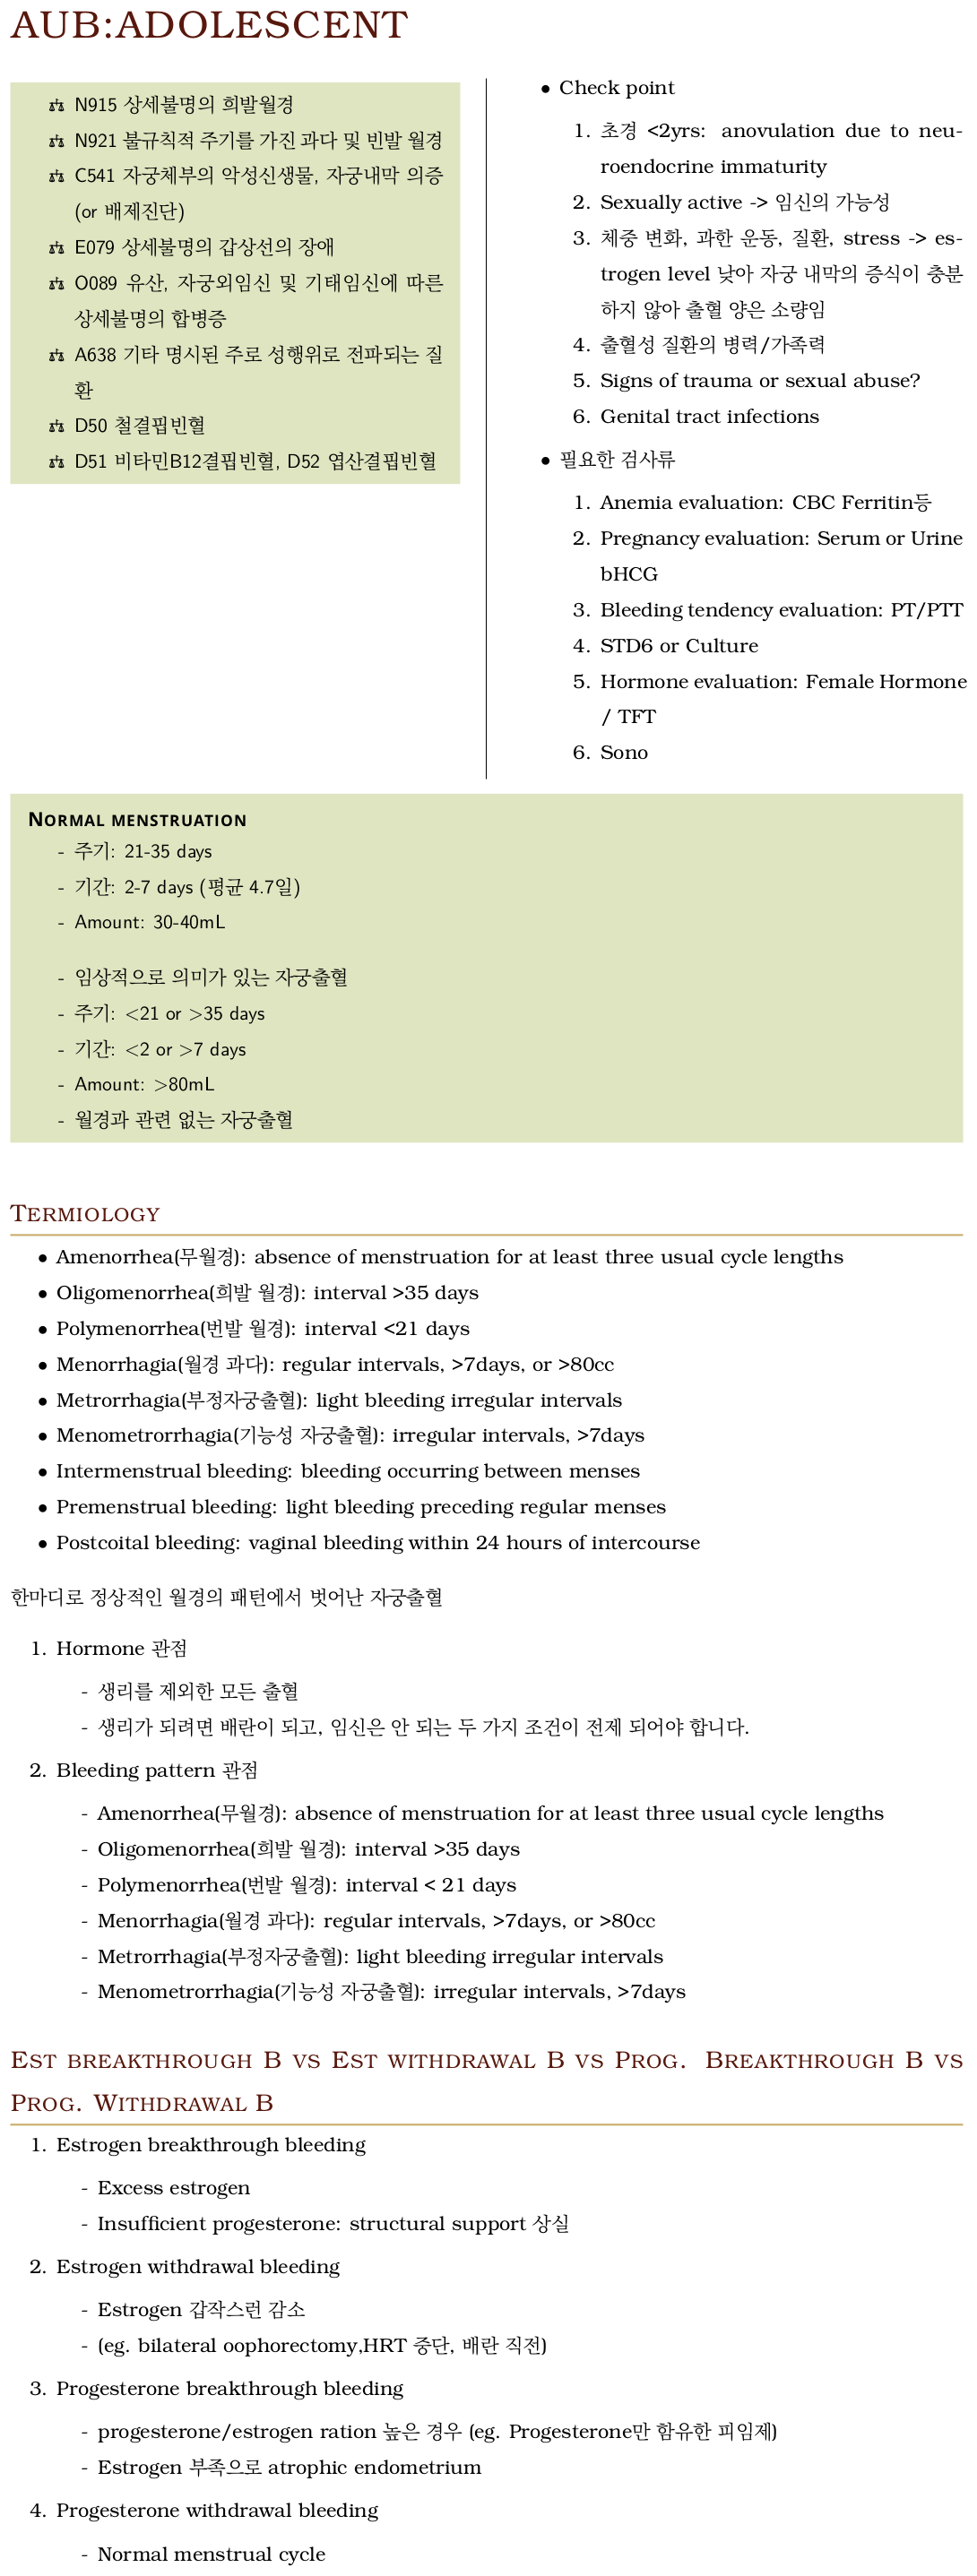 AUB:ADOLESCENT
N915 상세불명의 희발월경
N921 불규칙적 주기를 가진 과다 및 빈발 월경
C541 자궁체부의 악성신생물, 자궁내막 의증
(or 배제진단)
E079 상세불명의 갑상선의 장애
O089 유산, 자궁외임신 및 기태임신에 따른
상세불명의 합병증
A638 기타 명시된 주로 성행위로 전파되는 질
환
D50 철결핍빈혈
D51 비타민B12결핍빈혈, D52 엽산결핍빈혈
• Check point
1. 초경 <2yrs: anovulation due to neu-
roendocrine immaturity
2. Sexually active -> 임신의 가능성
3. 체중 변화, 과한 운동, 질환, stress -> es-
trogen level 낮아 자궁 내막의 증식이 충분
하지 않아 출혈 양은 소량임
4. 출혈성 질환의 병력/가족력
5. Signs of trauma or sexual abuse?
6. Genital tract infections
• 필요한 검사류
1. Anemia evaluation: CBC Ferritin등
2. Pregnancy evaluation: Serum or Urine
bHCG
3. Bleeding tendency evaluation: PT/PTT
4. STD6 or Culture
5. Hormone evaluation: Female Hormone
/ TFT
6. Sono
NORMAL MENSTRUATION
- 주기: 21-35 days
- 기간: 2-7 days (평균 4.7일)
- Amount: 30-40mL
- 임상적으로 의미가 있는 자궁출혈
- 주기: <21 or >35 days
- 기간: <2 or >7 days
- Amount: >80mL
- 월경과 관련 없는 자궁출혈
TERMIOLOGY
• Amenorrhea(무월경): absence of menstruation for at least three usual cycle lengths
• Oligomenorrhea(희발 월경): interval >35 days
• Polymenorrhea(번발 월경): interval <21 days
• Menorrhagia(월경 과다): regular intervals, >7days, or >80cc
• Metrorrhagia(부정자궁출혈): light bleeding irregular intervals
• Menometrorrhagia(기능성 자궁출혈): irregular intervals, >7days
• Intermenstrual bleeding: bleeding occurring between menses
• Premenstrual bleeding: light bleeding preceding regular menses
• Postcoital bleeding: vaginal bleeding within 24 hours of intercourse
한마디로 정상적인 월경의 패턴에서 벗어난 자궁출혈
1. Hormone 관점
- 생리를 제외한 모든 출혈
- 생리가 되려면 배란이 되고, 임신은 안 되는 두 가지 조건이 전제 되어야 합니다.
2. Bleeding pattern 관점
- Amenorrhea(무월경): absence of menstruation for at least three usual cycle lengths
- Oligomenorrhea(희발 월경): interval >35 days
- Polymenorrhea(번발 월경): interval < 21 days
- Menorrhagia(월경 과다): regular intervals, >7days, or >80cc
- Metrorrhagia(부정자궁출혈): light bleeding irregular intervals
- Menometrorrhagia(기능성 자궁출혈): irregular intervals, >7days
EST BREAKTHROUGH B VS EST WITHDRAWAL B VS PROG. BREAKTHROUGH B VS
PROG. WITHDRAWAL B
1. Estrogen breakthrough bleeding
- Excess estrogen
- Insufficient progesterone: structural support 상실
2. Estrogen withdrawal bleeding
- Estrogen 갑작스런 감소
- (eg. bilateral oophorectomy,HRT 중단, 배란 직전)
3. Progesterone breakthrough bleeding
- progesterone/estrogen ration 높은 경우 (eg. Progesterone만 함유한 피임제)
- Estrogen 부족으로 atrophic endometrium
4. Progesterone withdrawal bleeding
- Normal menstrual cycle